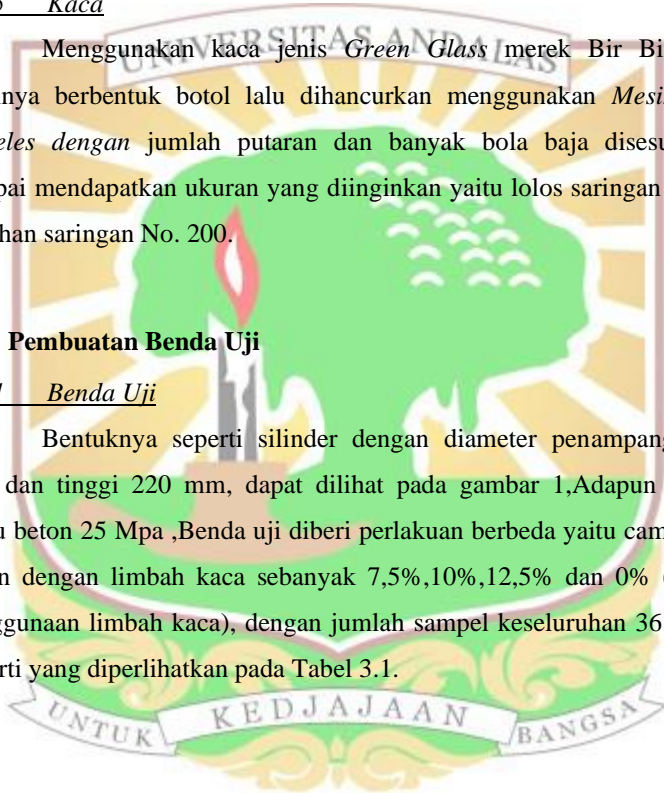 Kaca
UNIVERSITAS ANDALAS
Menggunakan kaca jenis Green Glass merek Bir Bi
nya berbentuk botol lalu dihancurkan menggunakan Mesi
eles dengan jumlah putaran dan banyak bola baja disesu
pai mendapatkan ukuran yang diinginkan yaitu lolos saringan
han saringan No. 200.
Pembuatan Benda Uji
Benda Uji
Bentuknya seperti silinder dengan diameter penampang
dan tinggi 220 mm, dapat dilihat pada gambar 1,Adapun
u beton 25 Mpa ,Benda uji diberi perlakuan berbeda yaitu cam
n dengan limbah kaca sebanyak 7,5%,10%,12,5% dan 0%
ggunaan limbah kaca), dengan jumlah sampel keseluruhan 36
rti yang diperlihatkan pada Tabel 3.1.
UNTUK KEDJAJAAN BANGSA